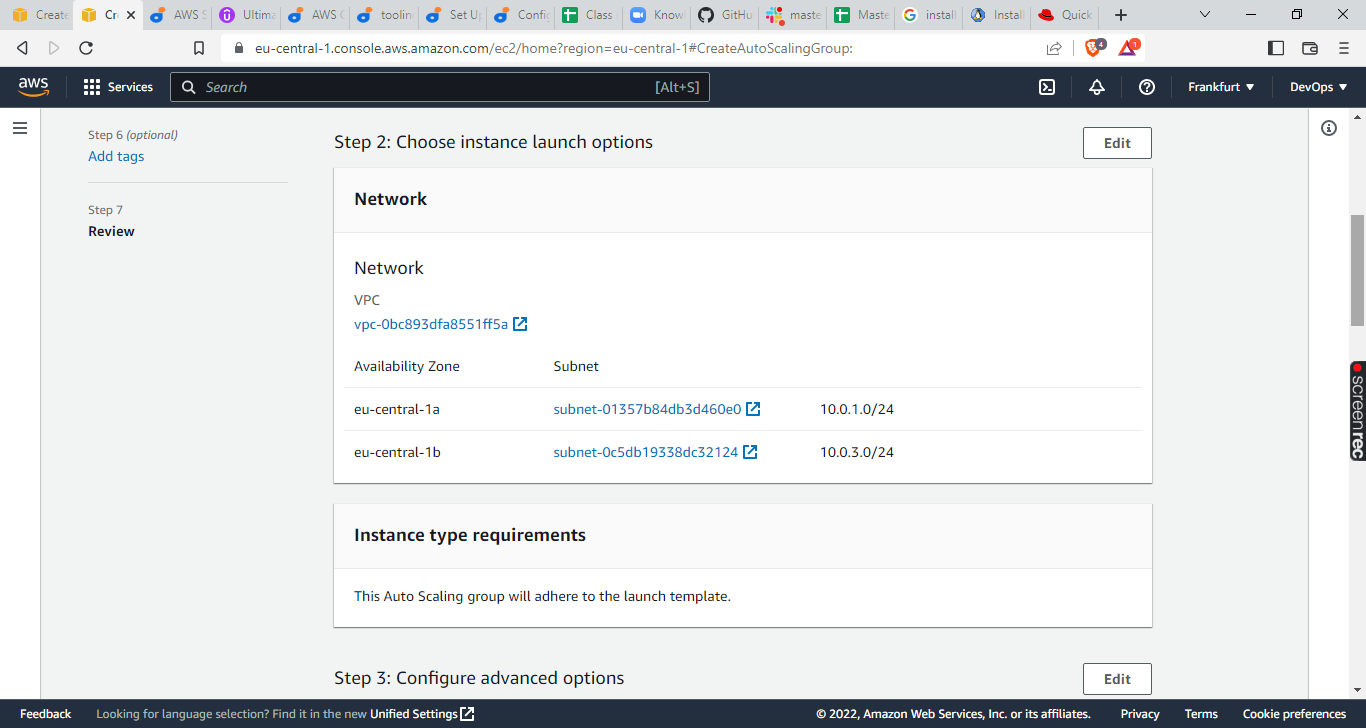 Create
Cr
AWS S
Ultima
AWS C
toolin
Set Up
Config
Class
Know
GitHu
maste
Maste
install
Install
Quick
eu-central-1.console.aws.amazon.com/ec2/home?region=eu-central-1#CreateAutoScalingGroup:
4
1
aws
Services
Search
[Alt+S]
Frankfurt
DevOps
Step 6 (optional)
Add tags
Step 7
Review
Step 2: Choose instance launch options
Edit
Network
Network
VPC
vpc-0bc893dfa8551ff5a
Availability Zone Subnet
eu-central-1a subnet-01357b84db3d460e0 10.0.1.0/24
eu-central-1b subnet-0c5db19338dc32124 10.0.3.0/24
Instance type requirements
This Auto Scaling group will adhere to the launch template.
Step 3: Configure advanced options
Edit
screenrec
Feedback
Looking for language selection? Find it in the new Unified Settings
© 2022, Amazon Web Services, Inc. or its affiliates.
Privacy
Terms
Cookie preferences